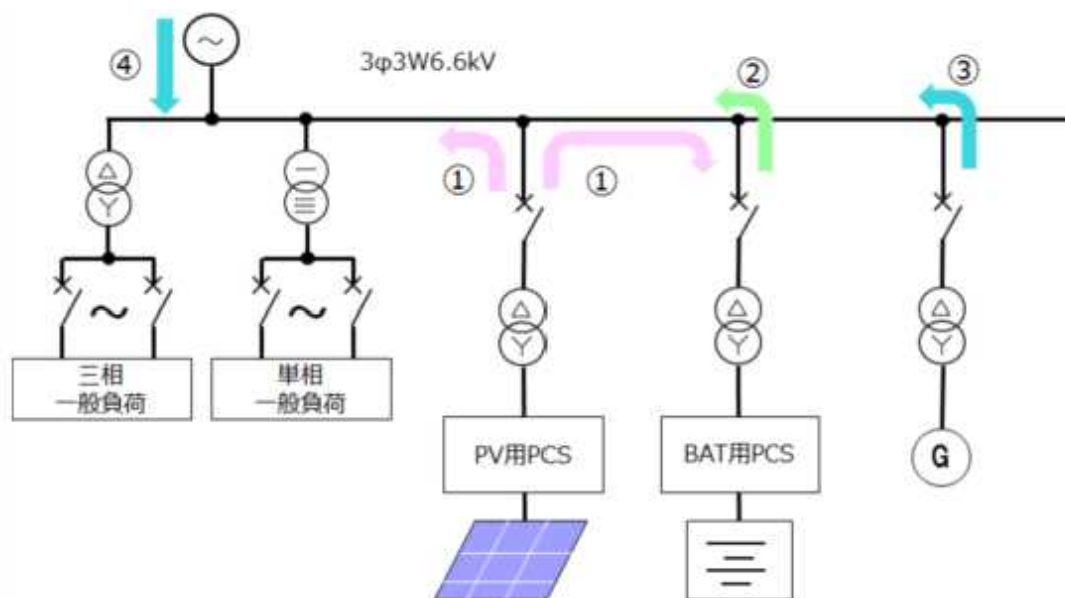 ④
3φ3W6.6kV
②
③
①
①
三相
一般負荷
単相
一般負荷
PV用PCS
BAT用PCS
G